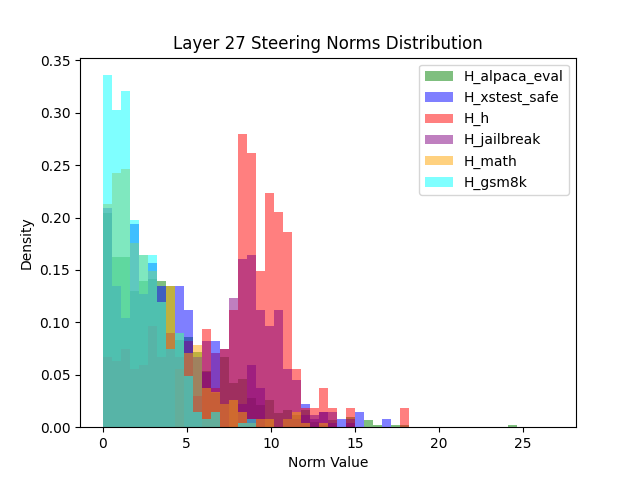 Layer 27 Steering Norms Distribution
0.35
0.30
0.25
0.20
0.15
0.10
0.05
0.00
Density
0 5 10 15 20 25
Norm Value
H_alpaca_eval
H_xstest_safe
H_h
H_jailbreak
H_math
H_gsm8k